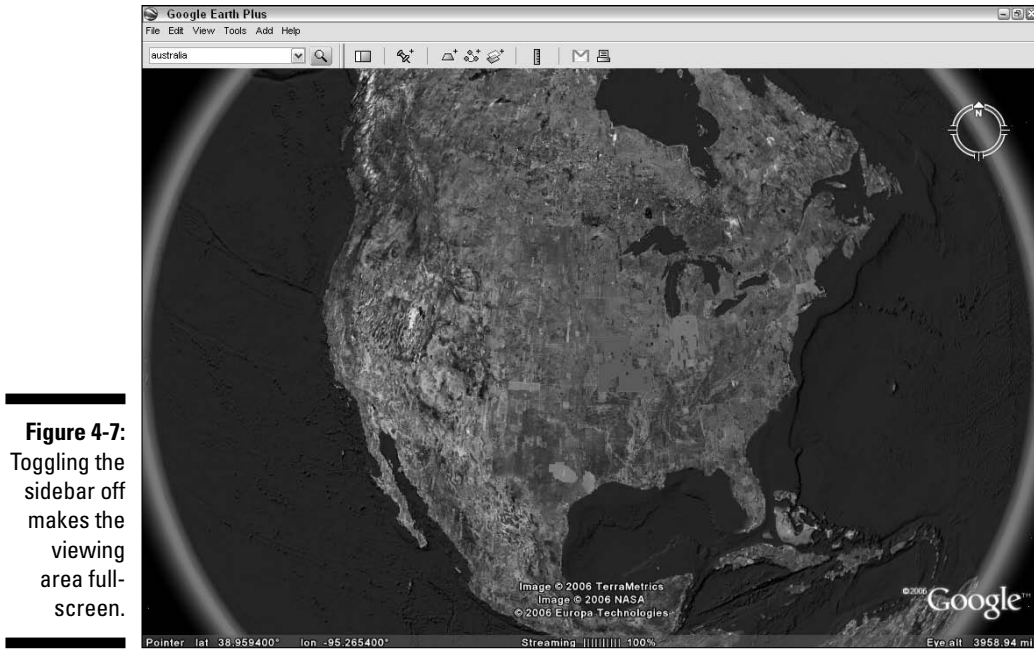 Google Earth Plus
File Edit View Tools Add Help
australia
N
Figure 4-7:
Toggling the
sidebar off
makes the
viewing
area full-
screen.
Image © 2006 TerraMetrics
Image © 2006 NASA
© 2006 Europa Technologies
©2006 Google™
Pointer lat 38.959400° lon -95.265400° Streaming ||||||||| 100% Eye alt 3958.94 mi